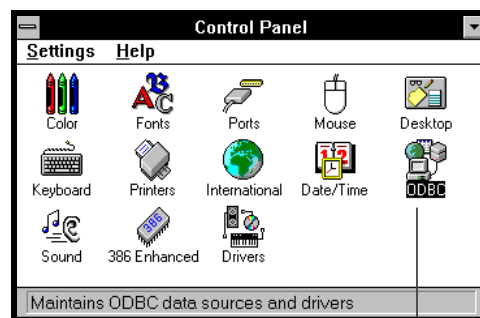 Control Panel
Settings Help
Color Fonts Ports Mouse Desktop
Keyboard Printers International Date/Time ODBC
Sound 386 Enhanced Drivers
Maintains ODBC data sources and drivers